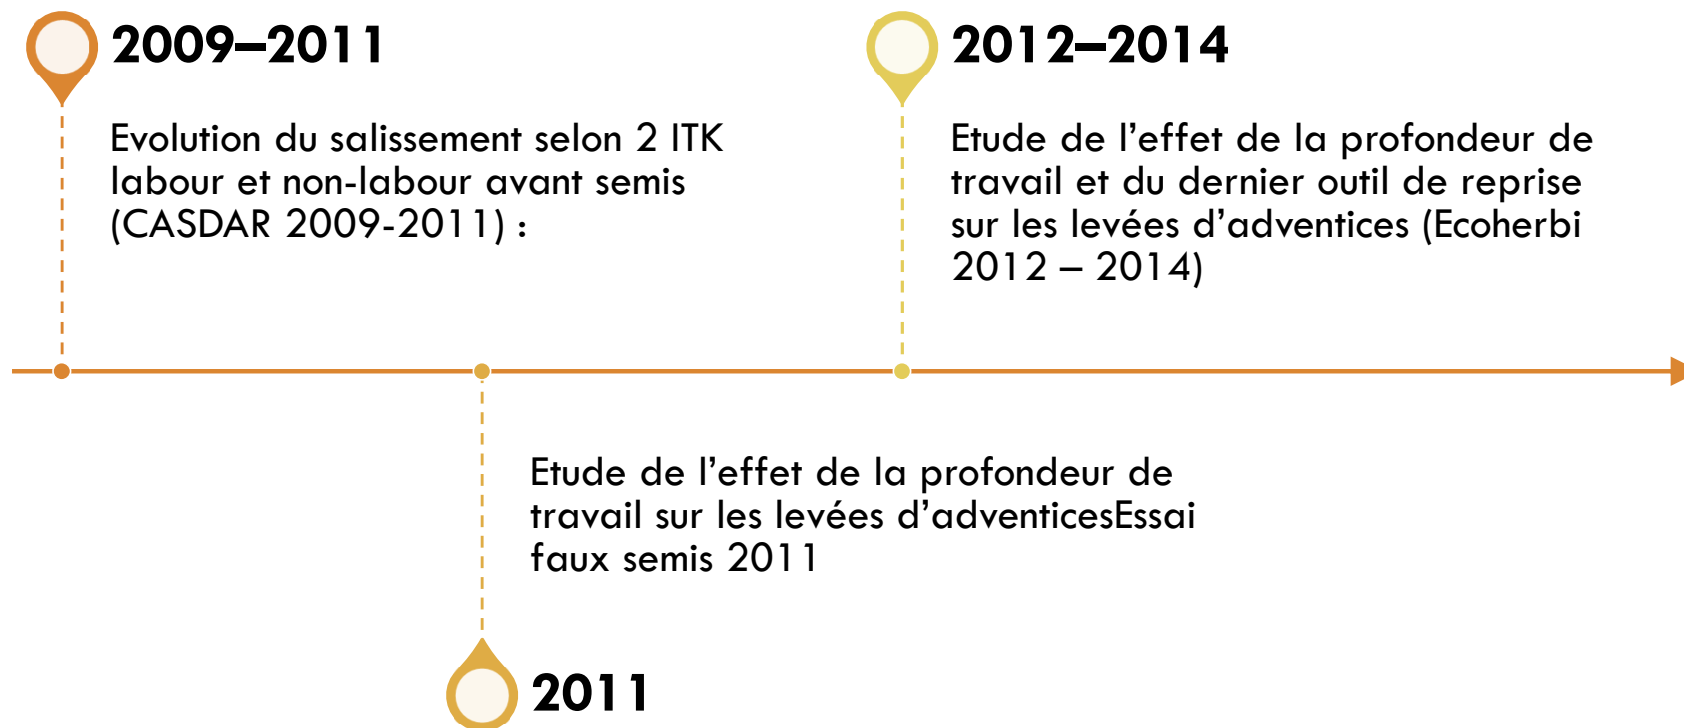 2009–2011
Evolution du salissement selon 2 ITK
labour et non-labour avant semis
(CASDAR 2009-2011) :
2012–2014
Etude de l’effet de la profondeur de
travail et du dernier outil de reprise
sur les levées d’adventices (Ecoherbi
2012 – 2014)
Etude de l’effet de la profondeur de
travail sur les levées d’adventicesEssai
faux semis 2011
2011